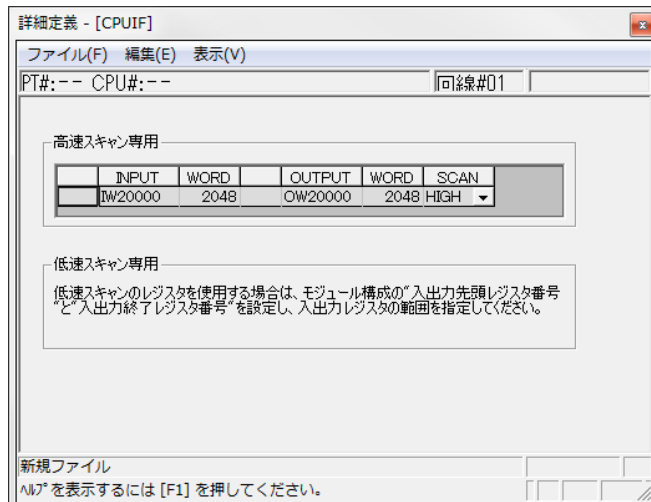 詳細定義 - [CPUIF]
ファイル(F) 編集(E) 表示(V)
PT#:-- CPU#:-- 回線#01
高速スキャン専用
INPUT WORD OUTPUT WORD SCAN
IW20000 2048 OW20000 2048 HIGH
低速スキャン専用
低速スキャンのレジスタを使用する場合は、モジュール構成の"入出力先頭レジスタ番号
"と"入出力終了レジスタ番号"を設定し、入出力レジスタの範囲を指定してください。
新規ファイル
ヘルプを表示するには [F1] を押してください。